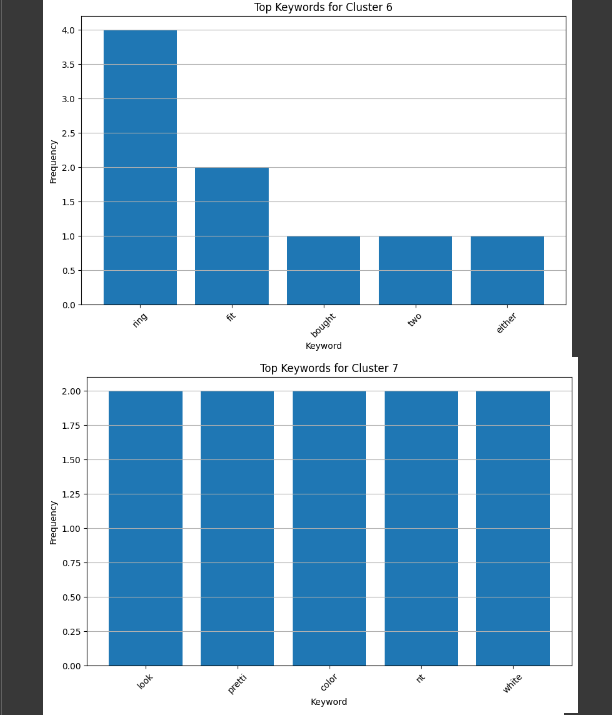 Top Keywords for Cluster 6
Frequency
4.0
3.5
3.0
2.5
2.0
1.5
1.0
0.5
0.0
ring
fit
bought
two
either
Keyword
Top Keywords for Cluster 7
Frequency
2.00
1.75
1.50
1.25
1.00
0.75
0.50
0.25
0.00
look
pretti
color
nt
white
Keyword